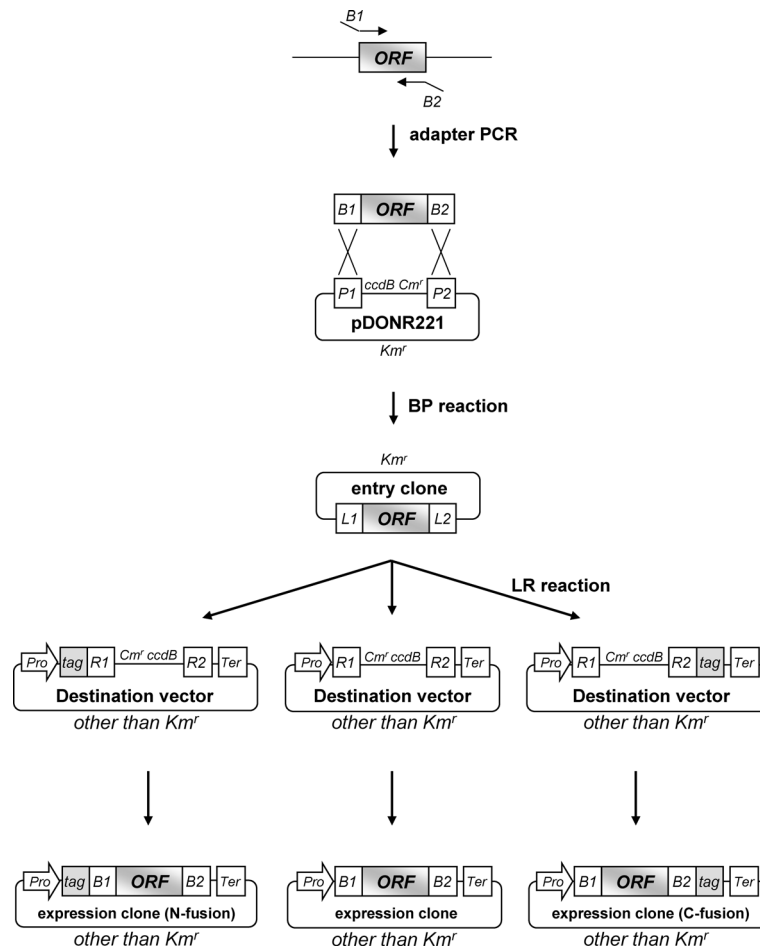 B1
ORF
B2
adapter PCR
B1 ORF B2
P1 ccdB Cmʳ P2
pDONR221
Kmʳ
BP reaction
Kmʳ
entry clone
L1 ORF L2
LR reaction
Pro tag R1 Cmʳ ccdB R2 Ter
Destination vector
other than Kmʳ
Pro R1 Cmʳ ccdB R2 Ter
Destination vector
other than Kmʳ
Pro R1 Cmʳ ccdB R2 tag Ter
Destination vector
other than Kmʳ
Pro tag B1 ORF B2 Ter
expression clone (N-fusion)
other than Kmʳ
Pro B1 ORF B2 Ter
expression clone
other than Kmʳ
Pro B1 ORF B2 tag Ter
expression clone (C-fusion)
other than Kmʳ